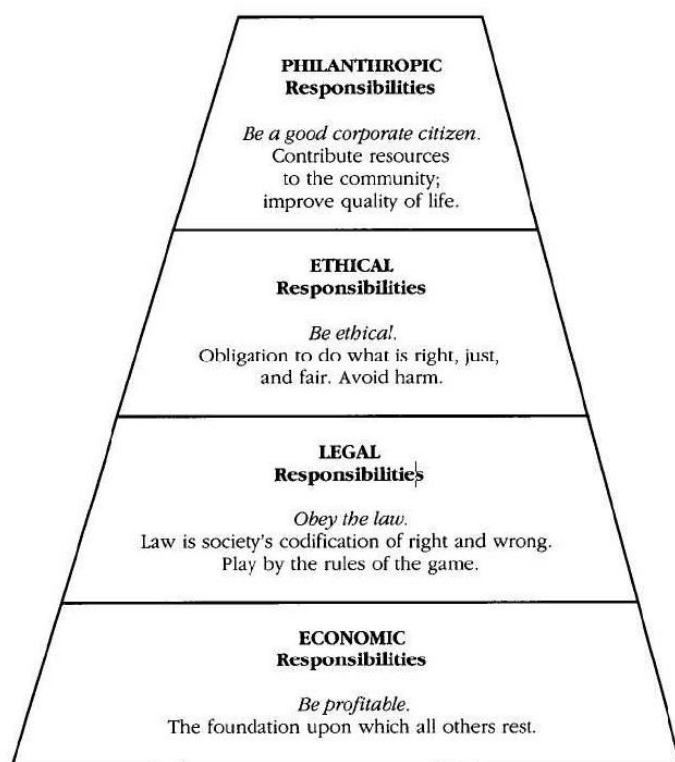 PHILANTHROPIC
Responsibilities
Be a good corporate citizen.
Contribute resources
to the community;
improve quality of life.
ETHICAL
Responsibilities
Be ethical.
Obligation to do what is right, just,
and fair. Avoid harm.
LEGAL
Responsibilities
Obey the law.
Law is society's codification of right and wrong.
Play by the rules of the game.
ECONOMIC
Responsibilities
Be profitable.
The foundation upon which all others rest.